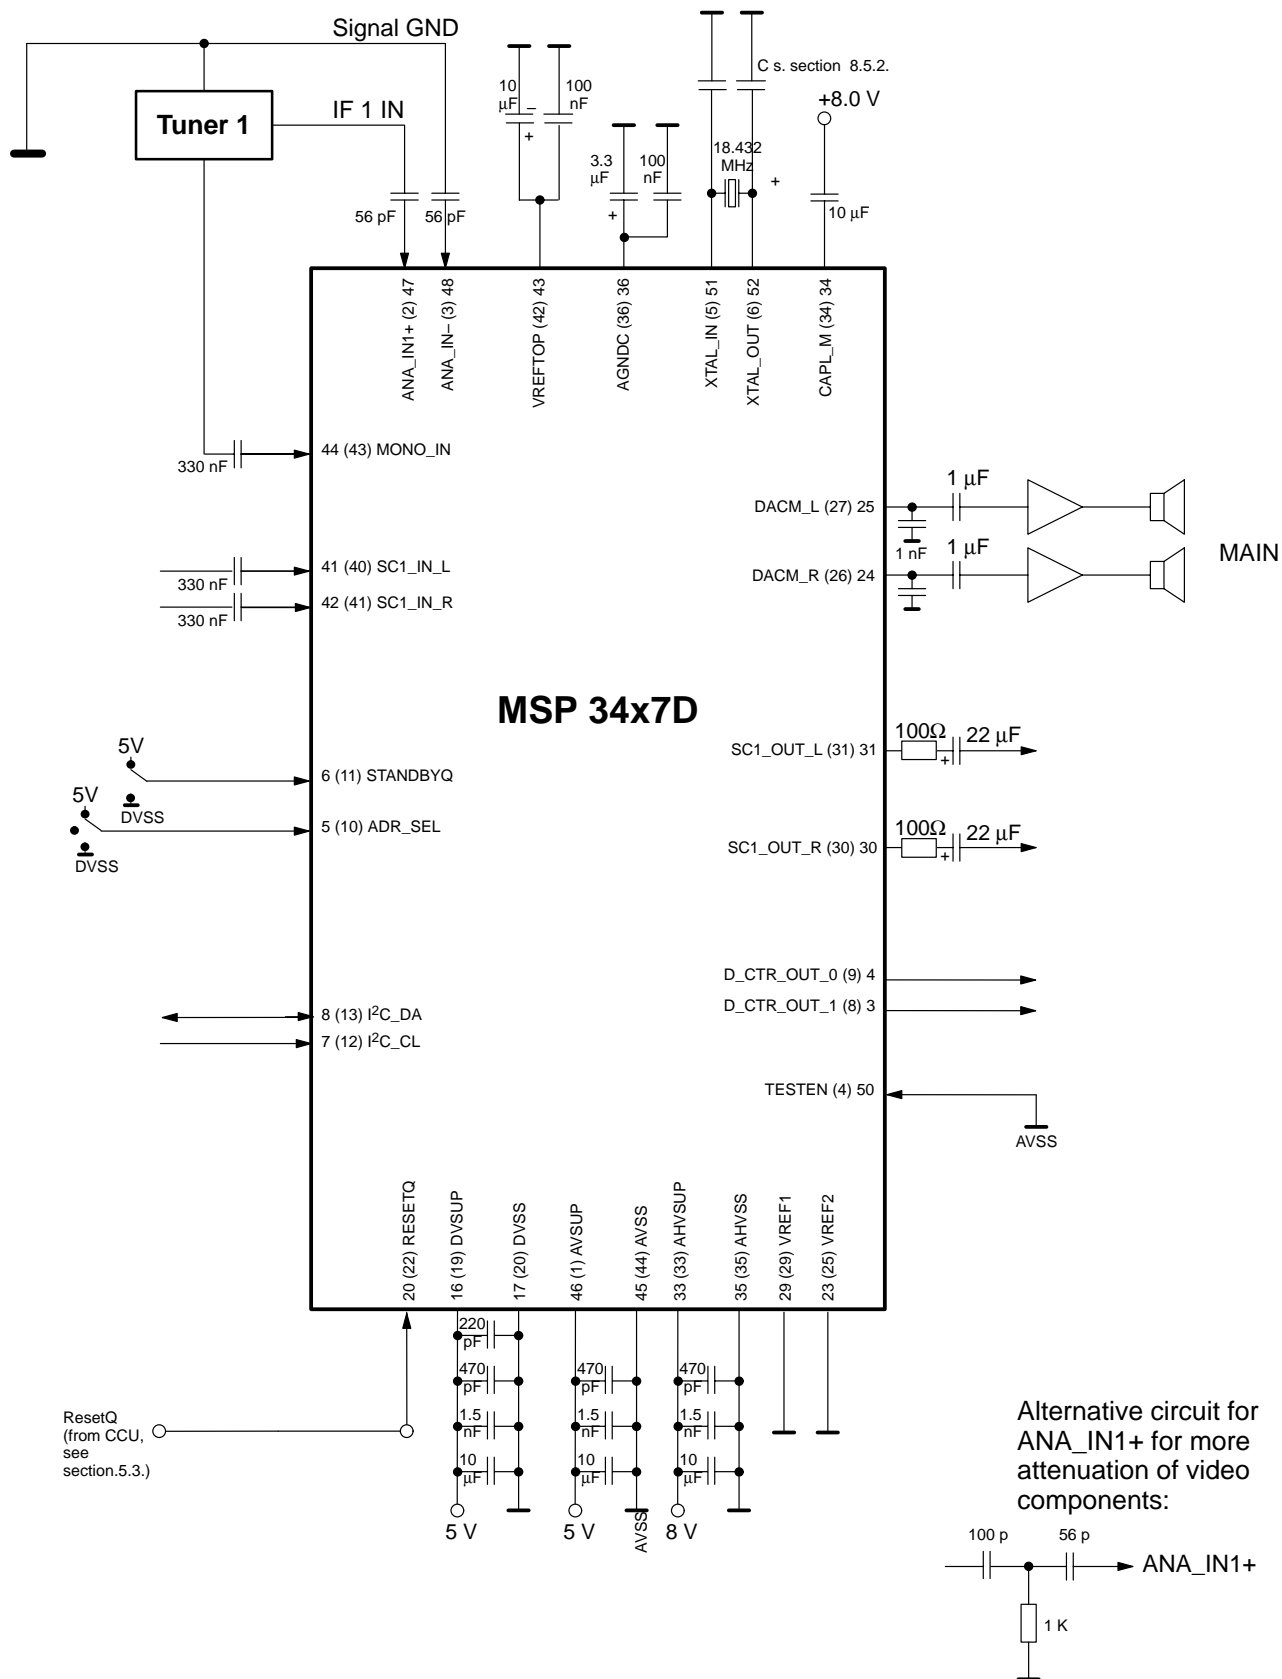 Signal GND
Tuner 1
IF 1 IN
56 pF
56 pF
10
μF
–
+
100
nF
3.3
μF
+
100
nF
C s. section 8.5.2.
+8.0 V
18.432
MHz
+
10 μF
ANA_IN1+ (2) 47
ANA_IN– (3) 48
VREFTOP (42) 43
AGNDC (36) 36
XTAL_IN (5) 51
XTAL_OUT (6) 52
CAPL_M (34) 34
330 nF
44 (43) MONO_IN
330 nF
41 (40) SC1_IN_L
330 nF
42 (41) SC1_IN_R
DACM_L (27) 25
1 μF
1 nF
DACM_R (26) 24
1 μF
MAIN
MSP 34x7D
5V
DVSS
6 (11) STANDBYQ
5V
DVSS
5 (10) ADR_SEL
SC1_OUT_L (31) 31
100Ω
+
22 μF
SC1_OUT_R (30) 30
100Ω
+
22 μF
8 (13) I²C_DA
7 (12) I²C_CL
D_CTR_OUT_0 (9) 4
D_CTR_OUT_1 (8) 3
TESTEN (4) 50
AVSS
20 (22) RESETQ
16 (19) DVSUP
17 (20) DVSS
46 (1) AVSUP
45 (44) AVSS
33 (33) AHVSUP
35 (35) AHVSS
29 (29) VREF1
23 (25) VREF2
220
pF
470
pF
1.5
nF
10
μF
5 V
470
pF
1.5
nF
10
μF
5 V
AVSS
470
pF
1.5
nF
10
μF
8 V
ResetQ
(from CCU,
see
section.5.3.)
Alternative circuit for
ANA_IN1+ for more
attenuation of video
components:
100 p
56 p
ANA_IN1+
1 K